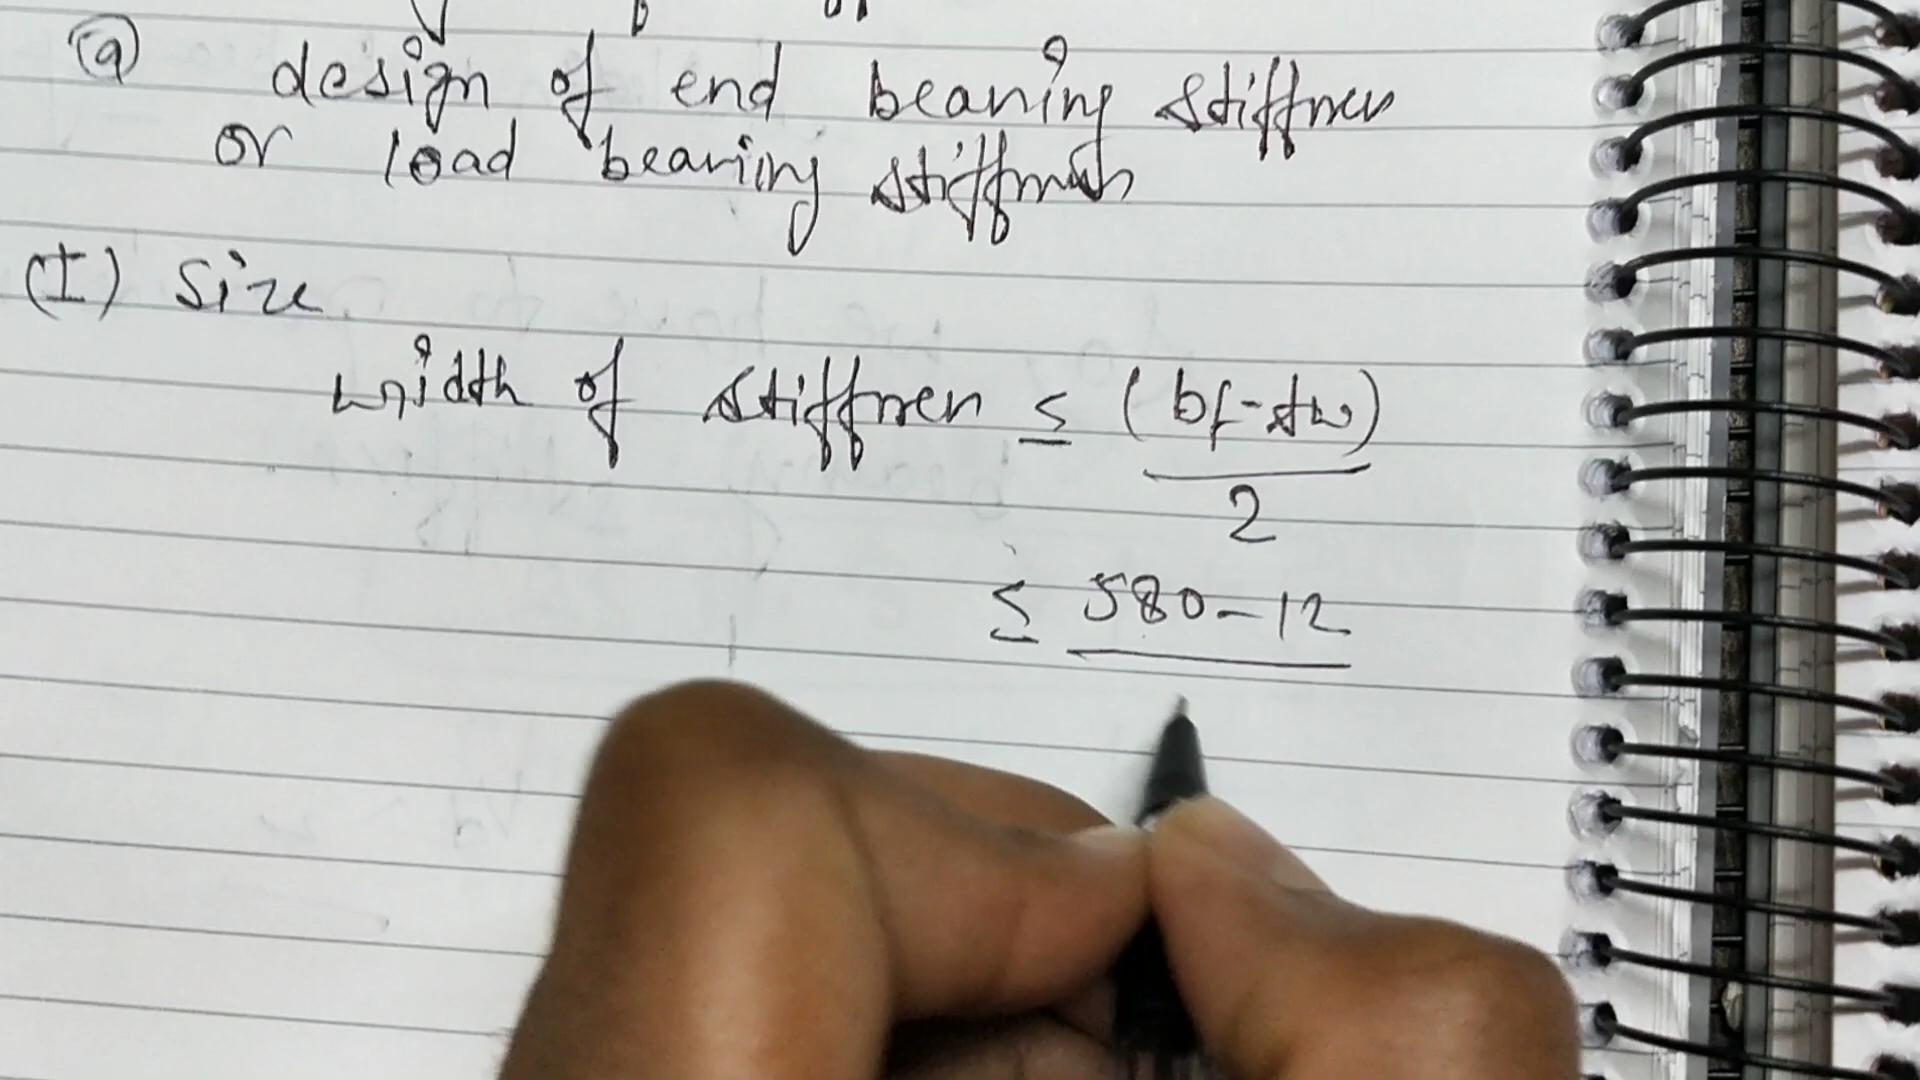 (a) design of end bearing stiffner
or load bearing stiffner
(I) Size
width of stiffner ≤ (bf-tw)
2
≤ 580-12